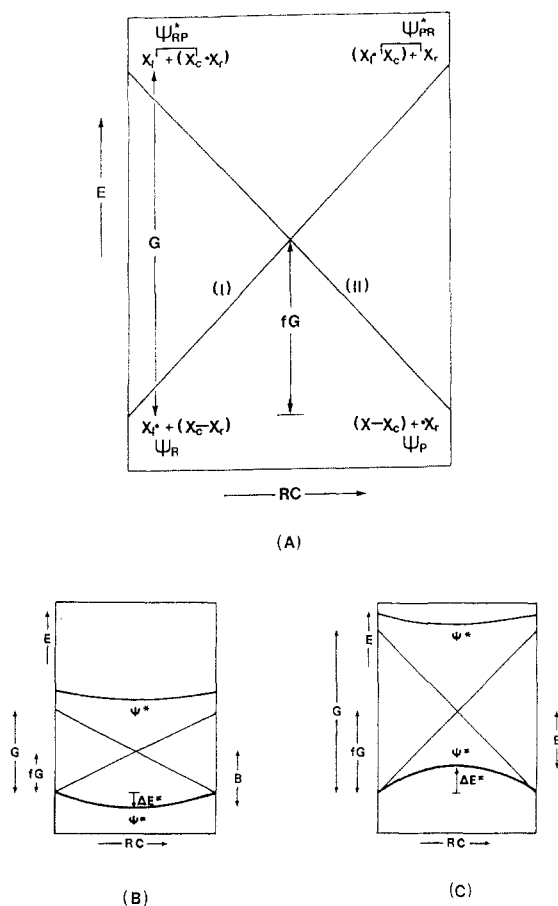 Ψ*RP
Ψ*PR
Xl• + (Xc •Xr)
(Xl• Xc) + Xr
E
G
(I)
(II)
fG
Xl• + (Xc—Xr)
(X—Xc) + •Xr
ΨR
ΨP
RC
(A)
E
G
fG
Ψ*
B
ΔE*
Ψ*
RC
(B)
E
G
fG
Ψ*
B
Ψ*
ΔE*
RC
(C)